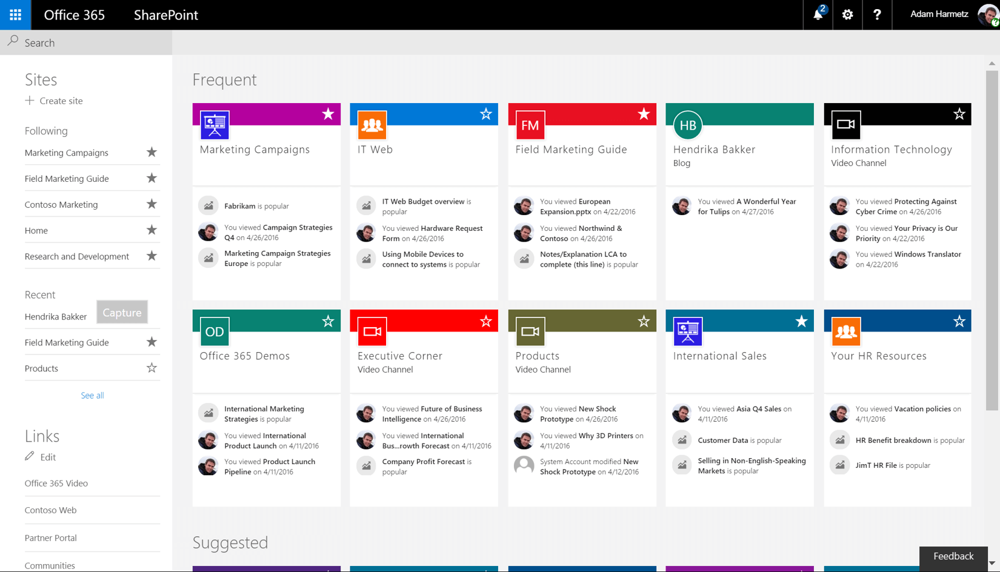 Office 365
SharePoint
2
?
Adam Harmetz
?
Search
Sites
Create site
Following
Marketing Campaigns
Field Marketing Guide
Contoso Marketing
Home
Research and Development
Recent
Hendrika Bakker
Capture
Field Marketing Guide
Products
See all
Links
Edit
Office 365 Video
Contoso Web
Partner Portal
Communities
Frequent
Marketing Campaigns
Fabrikam is popular
You viewed Campaign Strategies
Q4 on 4/26/2016
Marketing Campaign Strategies
Europe is popular
IT Web
IT Web Budget overview is
popular
You viewed Hardware Request
Form on 4/26/2016
Using Mobile Devices to
connect to systems is popular
FM
Field Marketing Guide
You viewed European
Expansion.pptx on 4/22/2016
You viewed Northwind &
Contoso on 4/26/2016
Notes/Explanation LCA to
complete (this line) is popular
HB
Hendrika Bakker
Blog
You viewed A Wonderful Year
for Tulips on 4/27/2016
Information Technology
Video Channel
You viewed Protecting Against
Cyber Crime on 4/26/2016
You viewed Your Privacy is Our
Priority on 4/22/2016
You viewed Windows Translator
on 4/22/2016
OD
Office 365 Demos
International Marketing
Strategies is popular
You viewed International
Product Launch on 4/11/2016
You viewed Product Launch
Pipeline on 4/11/2016
Executive Corner
Video Channel
You viewed Future of Business
Intelligence on 4/26/2016
You viewed International
Bus...rowth Forecast on 4/11/2016
Company Profit Forecast is
popular
Products
Video Channel
You viewed New Shock
Prototype on 4/26/2016
You viewed Why 3D Printers on
4/11/2016
System Account modified New
Shock Prototype on 4/12/2016
International Sales
You viewed Asia Q4 Sales on
4/11/2016
Customer Data is popular
Selling in Non-English-Speaking
Markets is popular
Your HR Resources
You viewed Vacation policies on
4/11/2016
HR Benefit breakdown is popular
JimT HR File is popular
Suggested
Feedback